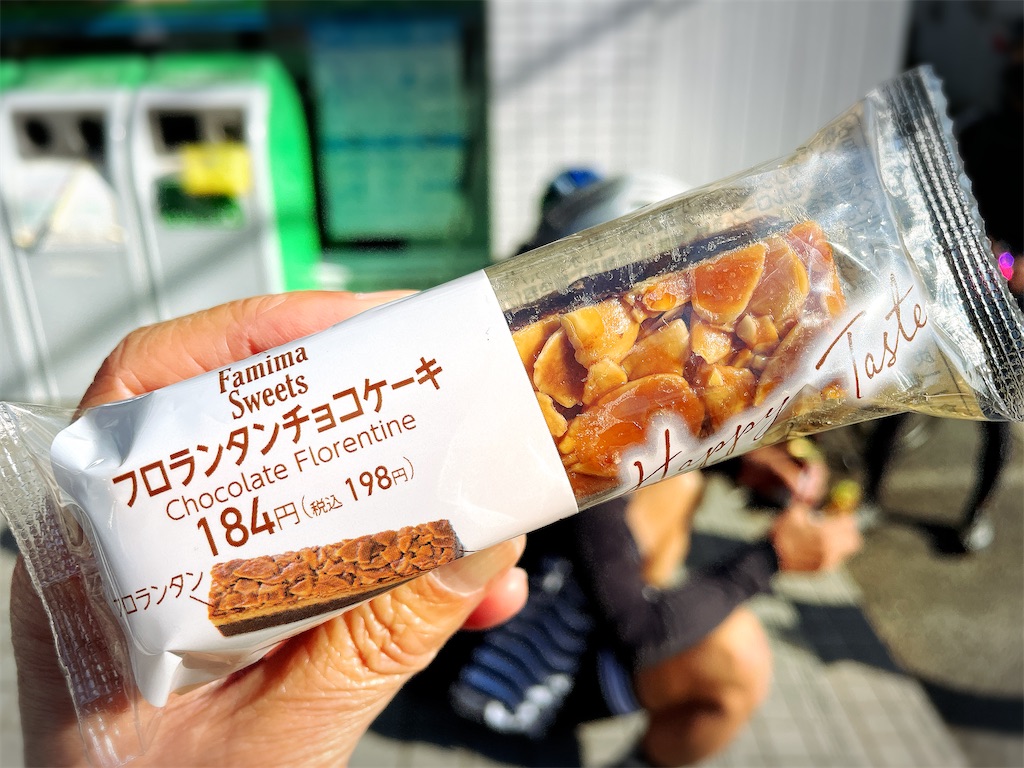 Famima
Sweets
フロランタンチョコケーキ
Chocolate Florentine
184円(税込 198円)
フロランタン
Happy Taste